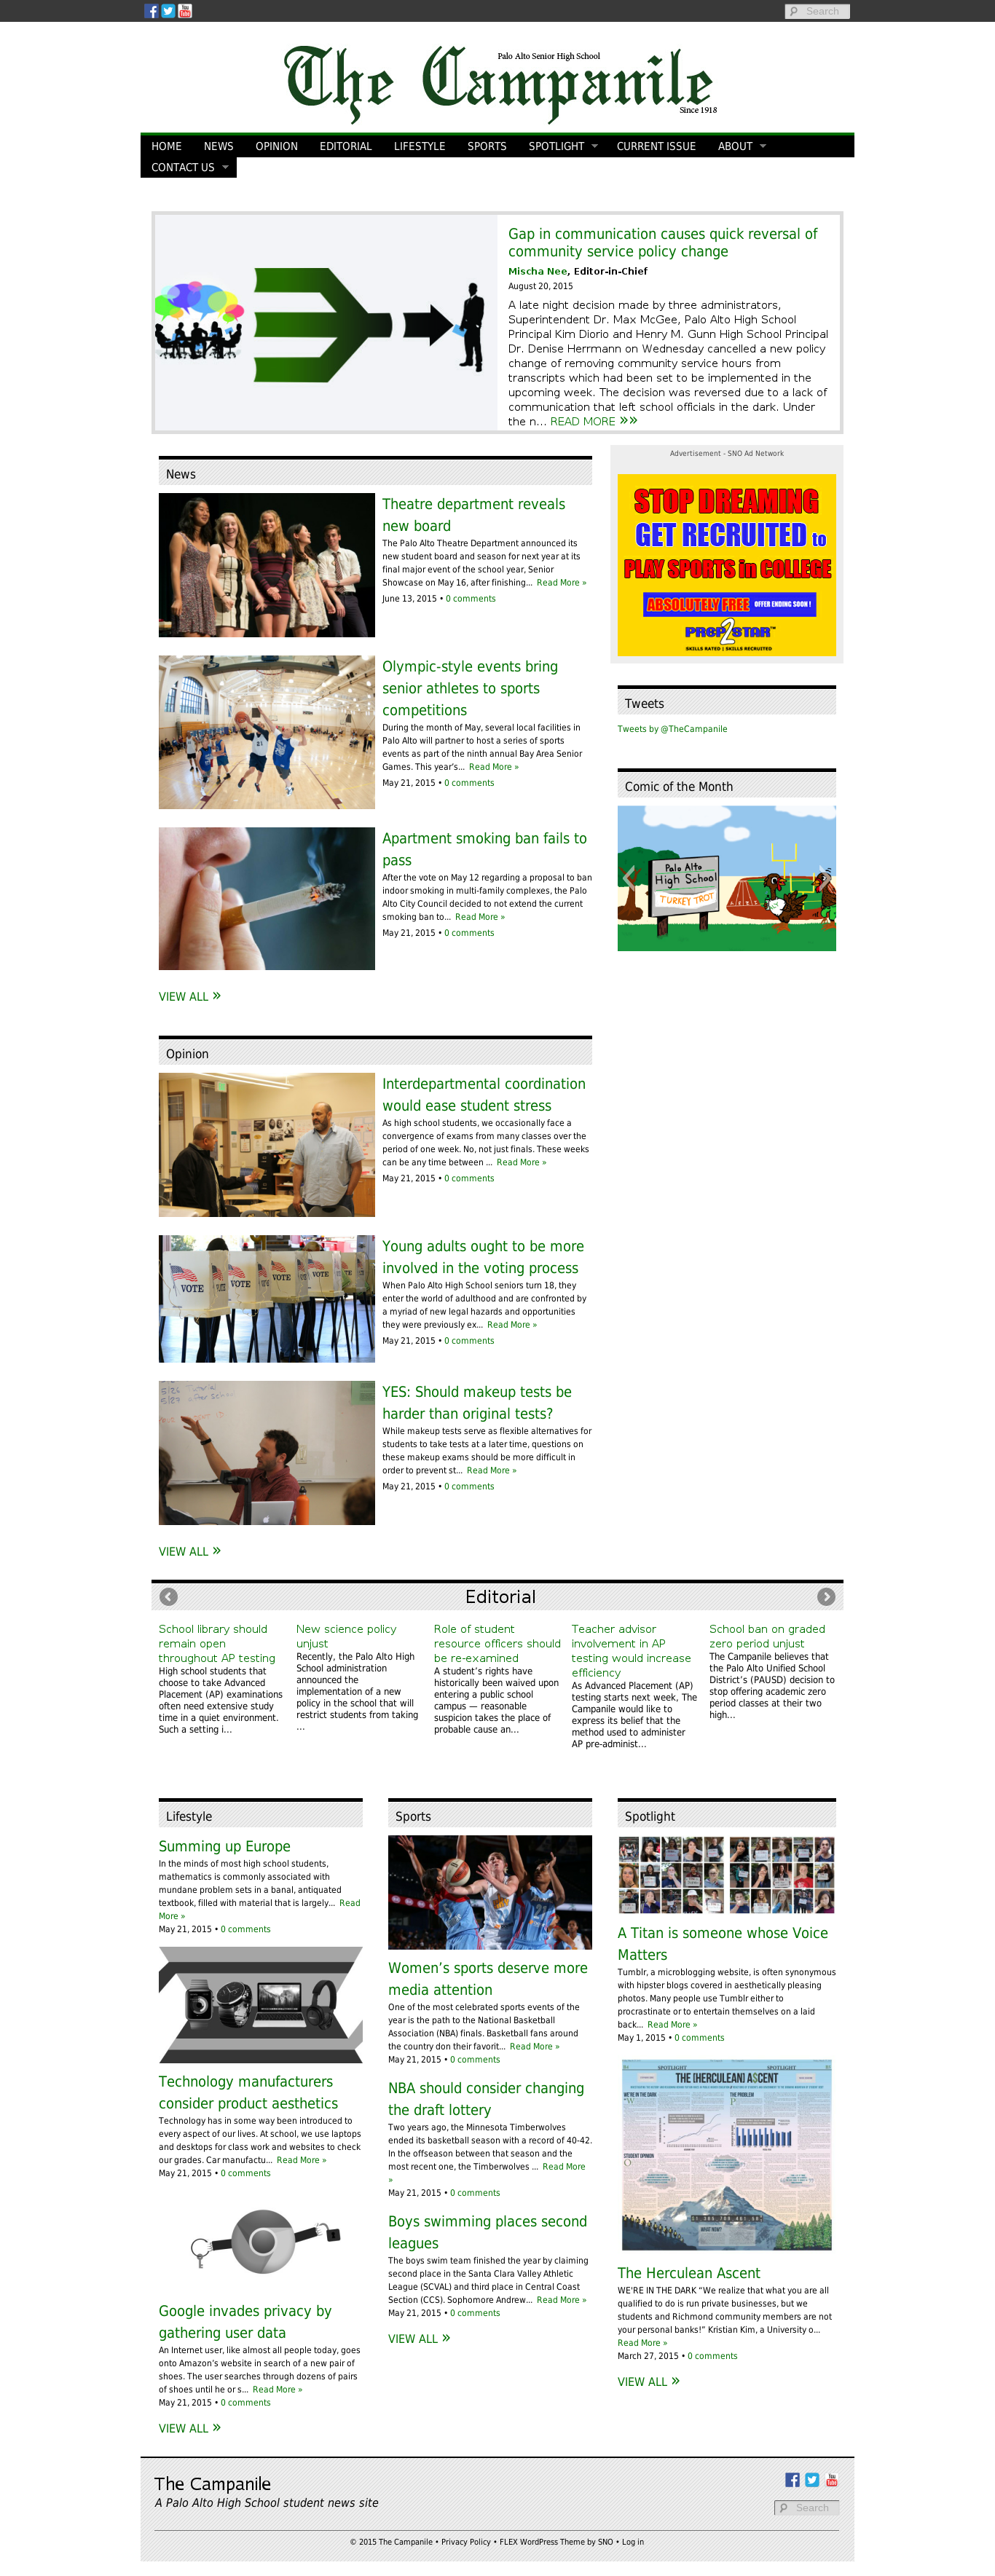 Search
Palo Alto Senior High School
The Campanile
Since 1918
HOME NEWS OPINION EDITORIAL LIFESTYLE SPORTS SPOTLIGHT CURRENT ISSUE ABOUT
CONTACT US
Gap in communication causes quick reversal of
community service policy change
Mischa Nee, Editor-in-Chief
August 20, 2015
A late night decision made by three administrators,
Superintendent Dr. Max McGee, Palo Alto High School
Principal Kim Diorio and Henry M. Gunn High School Principal
Dr. Denise Herrmann on Wednesday cancelled a new policy
change of removing community service hours from
transcripts which had been set to be implemented in the
upcoming week. The decision was reversed due to a lack of
communication that left school officials in the dark. Under
the n... READ MORE »»
News
Theatre department reveals
new board
The Palo Alto Theatre Department announced its
new student board and season for next year at its
final major event of the school year, Senior
Showcase on May 16, after finishing... Read More »
June 13, 2015 • 0 comments
Olympic-style events bring
senior athletes to sports
competitions
During the month of May, several local facilities in
Palo Alto will partner to host a series of sports
events as part of the ninth annual Bay Area Senior
Games. This year's... Read More »
May 21, 2015 • 0 comments
Apartment smoking ban fails to
pass
After the vote on May 12 regarding a proposal to ban
indoor smoking in multi-family complexes, the Palo
Alto City Council decided to not extend the current
smoking ban to... Read More »
May 21, 2015 • 0 comments
VIEW ALL »
Advertisement - SNO Ad Network
STOP DREAMING
GET RECRUITED to
PLAY SPORTS in COLLEGE
ABSOLUTELY FREE OFFER ENDING SOON !
PREP2STAR™
SKILLS RATED | SKILLS RECRUITED
Tweets
Tweets by @TheCampanile
Comic of the Month
Palo Alto
High School
TURKEY TROT
Opinion
Interdepartmental coordination
would ease student stress
As high school students, we occasionally face a
convergence of exams from many classes over the
period of one week. No, not just finals. These weeks
can be any time between ... Read More »
May 21, 2015 • 0 comments
VOTE VOTE VOTE VOTE VOTE
Young adults ought to be more
involved in the voting process
When Palo Alto High School seniors turn 18, they
enter the world of adulthood and are confronted by
a myriad of new legal hazards and opportunities
they were previously ex... Read More »
May 21, 2015 • 0 comments
YES: Should makeup tests be
harder than original tests?
While makeup tests serve as flexible alternatives for
students to take tests at a later time, questions on
these makeup exams should be more difficult in
order to prevent st... Read More »
May 21, 2015 • 0 comments
VIEW ALL »
Editorial
School library should
remain open
throughout AP testing
High school students that
choose to take Advanced
Placement (AP) examinations
often need extensive study
time in a quiet environment.
Such a setting i...
New science policy
unjust
Recently, the Palo Alto High
School administration
announced the
implementation of a new
policy in the school that will
restrict students from taking
...
Role of student
resource officers should
be re-examined
A student's rights have
historically been waived upon
entering a public school
campus — reasonable
suspicion takes the place of
probable cause an...
Teacher advisor
involvement in AP
testing would increase
efficiency
As Advanced Placement (AP)
testing starts next week, The
Campanile would like to
express its belief that the
method used to administer
AP pre-administ...
School ban on graded
zero period unjust
The Campanile believes that
the Palo Alto Unified School
District's (PAUSD) decision to
stop offering academic zero
period classes at their two
high...
Lifestyle
Summing up Europe
In the minds of most high school students,
mathematics is commonly associated with
mundane problem sets in a banal, antiquated
textbook, filled with material that is largely... Read
More »
May 21, 2015 • 0 comments
Technology manufacturers
consider product aesthetics
Technology has in some way been introduced to
every aspect of our lives. At school, we use laptops
and desktops for class work and websites to check
our grades. Car manufactu... Read More »
May 21, 2015 • 0 comments
Google invades privacy by
gathering user data
An Internet user, like almost all people today, goes
onto Amazon's website in search of a new pair of
shoes. The user searches through dozens of pairs
of shoes until he or s... Read More »
May 21, 2015 • 0 comments
VIEW ALL »
Sports
Women's sports deserve more
media attention
One of the most celebrated sports events of the
year is the path to the National Basketball
Association (NBA) finals. Basketball fans around
the country don their favorit... Read More »
May 21, 2015 • 0 comments
NBA should consider changing
the draft lottery
Two years ago, the Minnesota Timberwolves
ended its basketball season with a record of 40-42.
In the offseason between that season and the
most recent one, the Timberwolves ... Read More
»
May 21, 2015 • 0 comments
Boys swimming places second
leagues
The boys swim team finished the year by claiming
second place in the Santa Clara Valley Athletic
League (SCVAL) and third place in Central Coast
Section (CCS). Sophomore Andrew... Read More »
May 21, 2015 • 0 comments
VIEW ALL »
Spotlight
A Titan is someone whose Voice
Matters
Tumblr, a microblogging website, is often synonymous
with hipster blogs covered in aesthetically pleasing
photos. Many people use Tumblr either to
procrastinate or to entertain themselves on a laid
back... Read More »
May 1, 2015 • 0 comments
SPOTLIGHT SPOTLIGHT
THE [HERCULEAN] A$CENT
WE'RE IN THE DARK
THE PROBLEM
STUDENT OPINION
WHAT NOW?
The Herculean Ascent
WE'RE IN THE DARK "We realize that what you are all
qualified to do is run private businesses, but we
students and Richmond community members are not
your personal banks!" Kristian Kim, a University o...
Read More »
March 27, 2015 • 0 comments
VIEW ALL »
The Campanile
A Palo Alto High School student news site
Search
© 2015 The Campanile • Privacy Policy • FLEX WordPress Theme by SNO • Log in